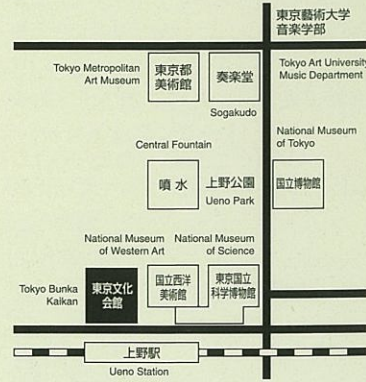 東京藝術大学
音楽学部
Tokyo Art University
Music Department
Tokyo Metropolitan
Art Museum
東京都
美術館
奏楽堂
Sogakudo
National Museum
of Tokyo
Central Fountain
噴水
上野公園
Ueno Park
国立博物館
National Museum
of Western Art
National Museum
of Science
Tokyo Bunka
Kaikan
東京文化
会館
国立西洋
美術館
東京国立
科学博物館
上野駅
Ueno Station